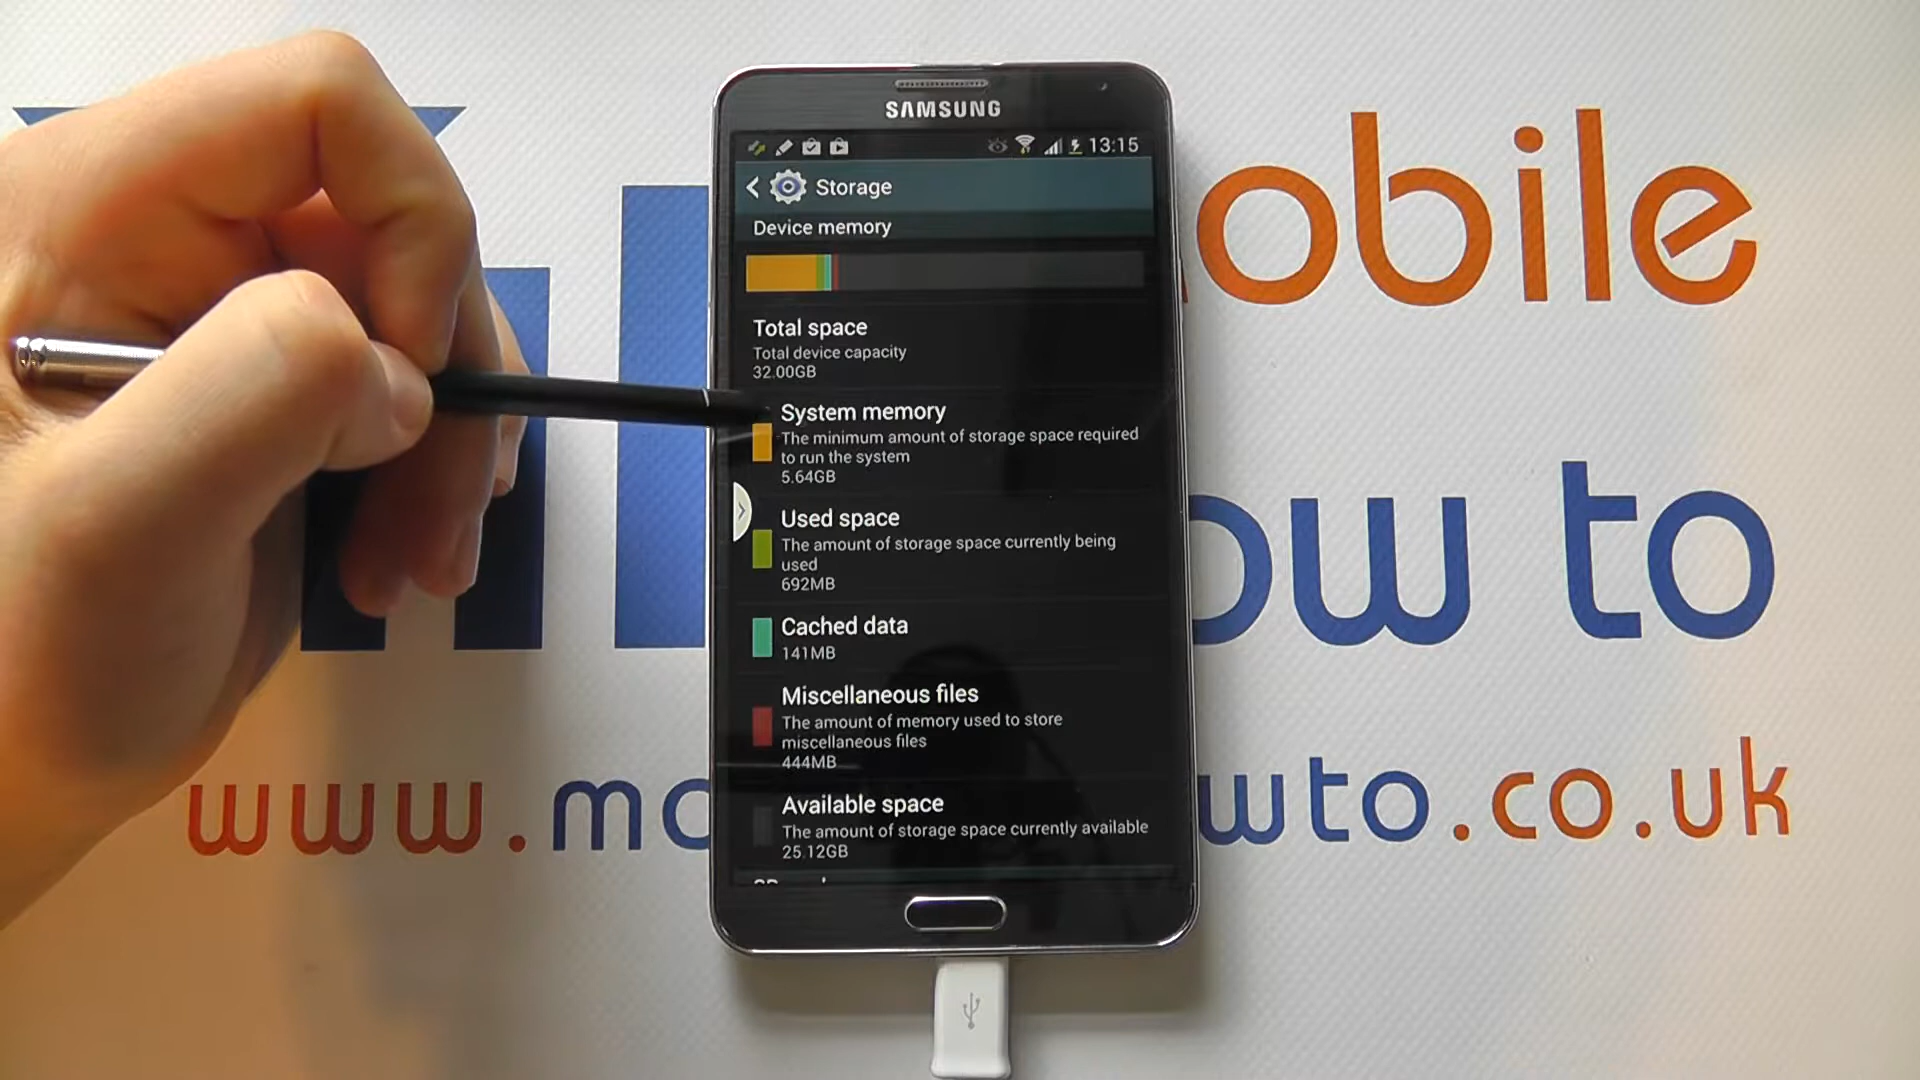 SAMSUNG
13:15
Storage
Device memory
Total space
Total device capacity
32.00GB
System memory
The minimum amount of storage space required
to run the system
5.64GB
Used space
The amount of storage space currently being
used
692MB
Cached data
141MB
Miscellaneous files
The amount of memory used to store
miscellaneous files
444MB
Available space
The amount of storage space currently available
25.12GB
obile
ow to
www.mo wto.co.uk